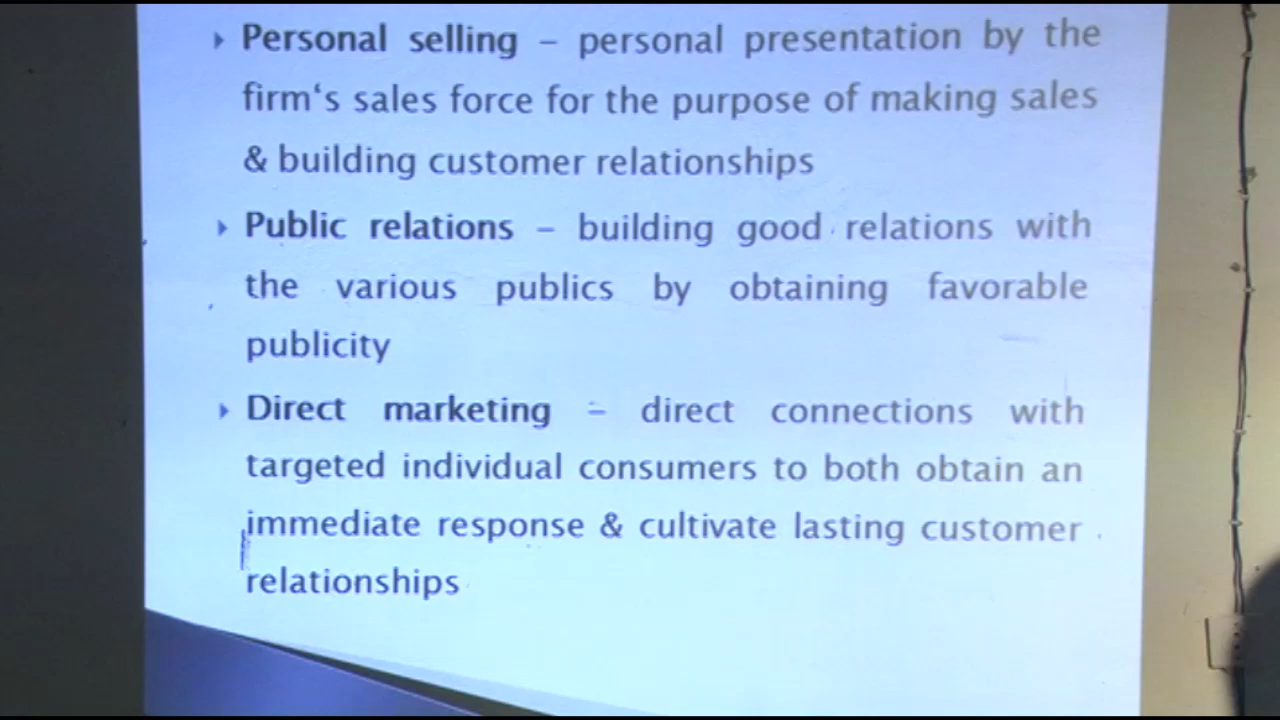 Personal selling – personal presentation by the
firm‘s sales force for the purpose of making sales
& building customer relationships
Public relations – building good relations with
the various publics by obtaining favorable
publicity
Direct marketing – direct connections with
targeted individual consumers to both obtain an
immediate response & cultivate lasting customer
relationships